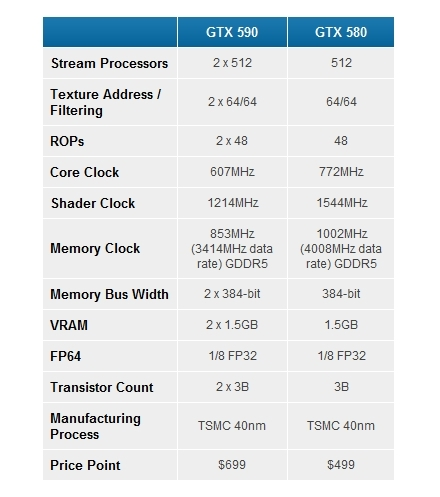 GTX 590 GTX 580
Stream Processors 2 x 512 512
Texture Address / Filtering 2 x 64/64 64/64
ROPs 2 x 48 48
Core Clock 607MHz 772MHz
Shader Clock 1214MHz 1544MHz
Memory Clock 853MHz (3414MHz data rate) GDDR5 1002MHz (4008MHz data rate) GDDR5
Memory Bus Width 2 x 384-bit 384-bit
VRAM 2 x 1.5GB 1.5GB
FP64 1/8 FP32 1/8 FP32
Transistor Count 2 x 3B 3B
Manufacturing Process TSMC 40nm TSMC 40nm
Price Point $699 $499